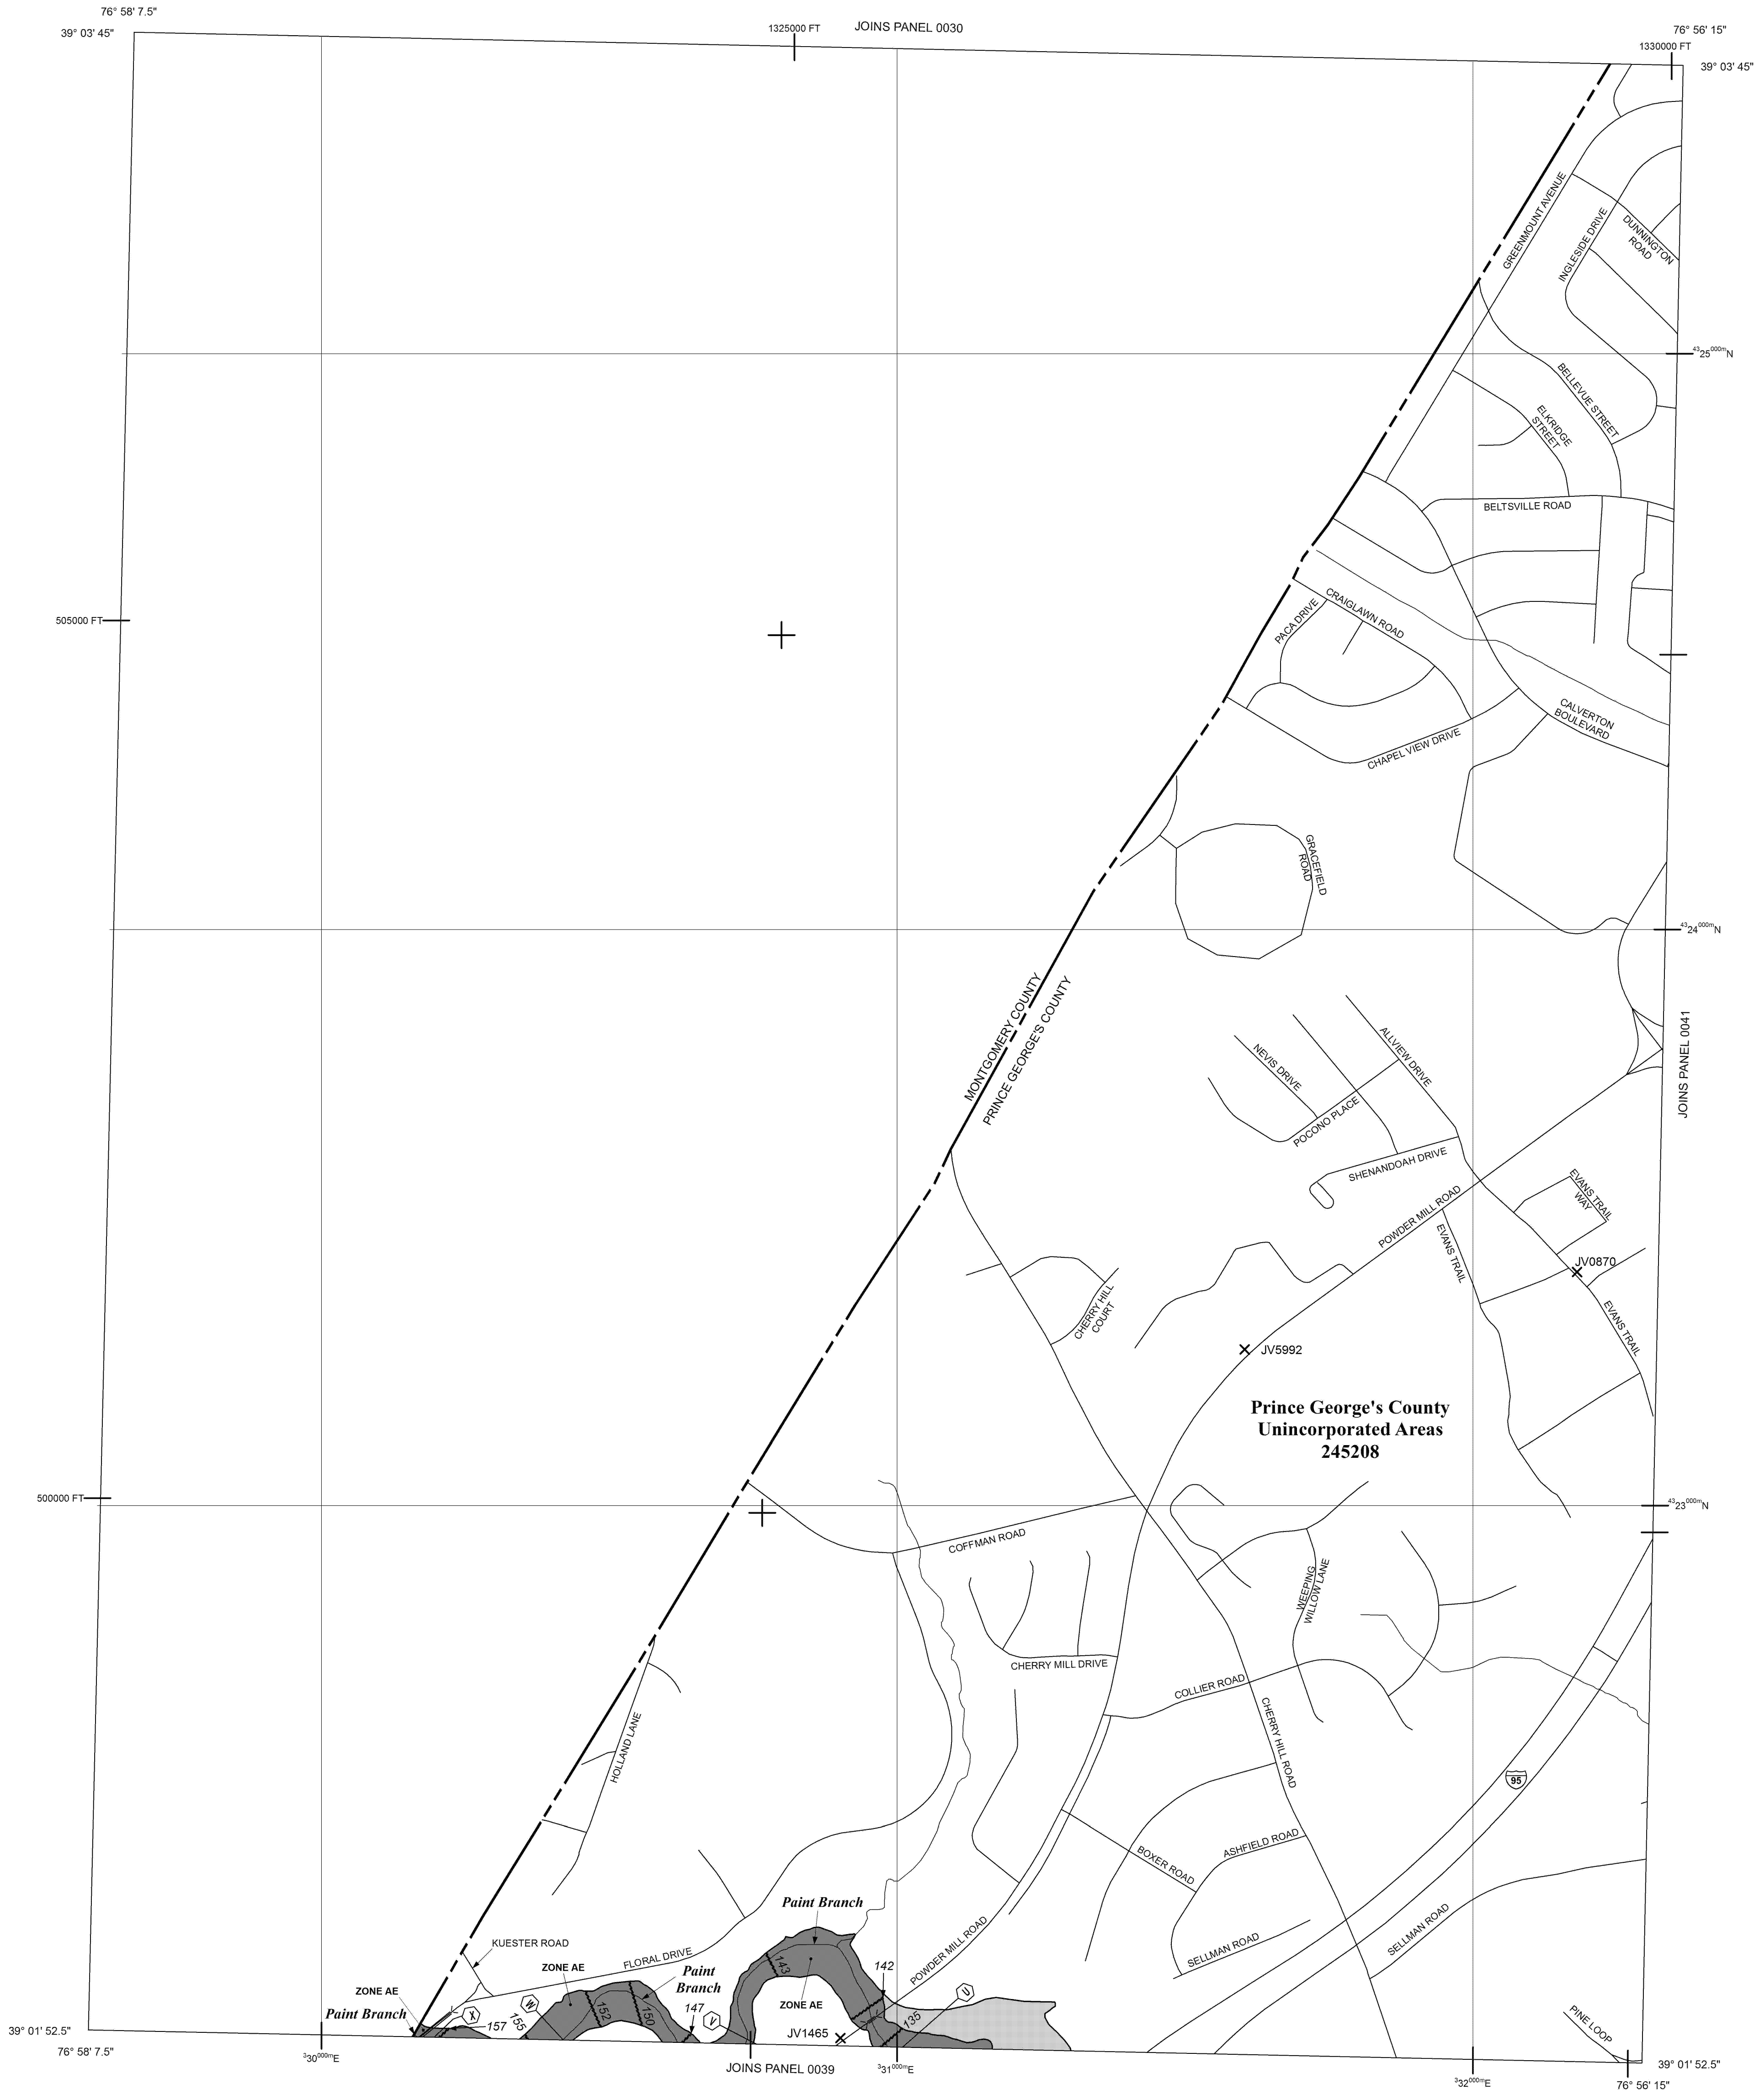 76° 58' 7.5"
39° 03' 45"
1325000 FT
JOINS PANEL 0030
76° 56' 15"
1330000 FT
39° 03' 45"
GREENMOUNT AVENUE
INGLESIDE DRIVE
DUNNINGTON
ROAD
4325000mN
BELLEVUE STREET
ELKRIDGE
STREET
BELTSVILLE ROAD
505000 FT
PACA DRIVE
CRAIGLAWN ROAD
CALVERTON
BOULEVARD
CHAPEL VIEW DRIVE
GRACEFIELD
ROAD
4324000mN
MONTGOMERY COUNTY
PRINCE GEORGE'S COUNTY
JOINS PANEL 0041
NEVIS DRIVE
ALLVIEW DRIVE
POCONO PLACE
SHENANDOAH DRIVE
POWDER MILL ROAD
EVANS TRAIL
WAY
EVANS TRAIL
JV0870
CHERRY HILL
COURT
EVANS TRAIL
JV5992
Prince George's County
Unincorporated Areas
245208
500000 FT
4323000mN
COFFMAN ROAD
WEEPING
WILLOW LANE
CHERRY MILL DRIVE
COLLIER ROAD
HOLLAND LANE
CHERRY HILL ROAD
95
BOXER ROAD
ASHFIELD ROAD
Paint Branch
SELLMAN ROAD
SELLMAN ROAD
POWDER MILL ROAD
KUESTER ROAD
FLORAL DRIVE
ZONE AE
143
142
Paint
Branch
ZONE AE
Paint Branch
X
157
W
155
152
150
147
V
ZONE AE
JV1465
135
U
PINE LOOP
39° 01' 52.5"
76° 58' 7.5"
330000mE
JOINS PANEL 0039
331000mE
332000mE
39° 01' 52.5"
76° 56' 15"